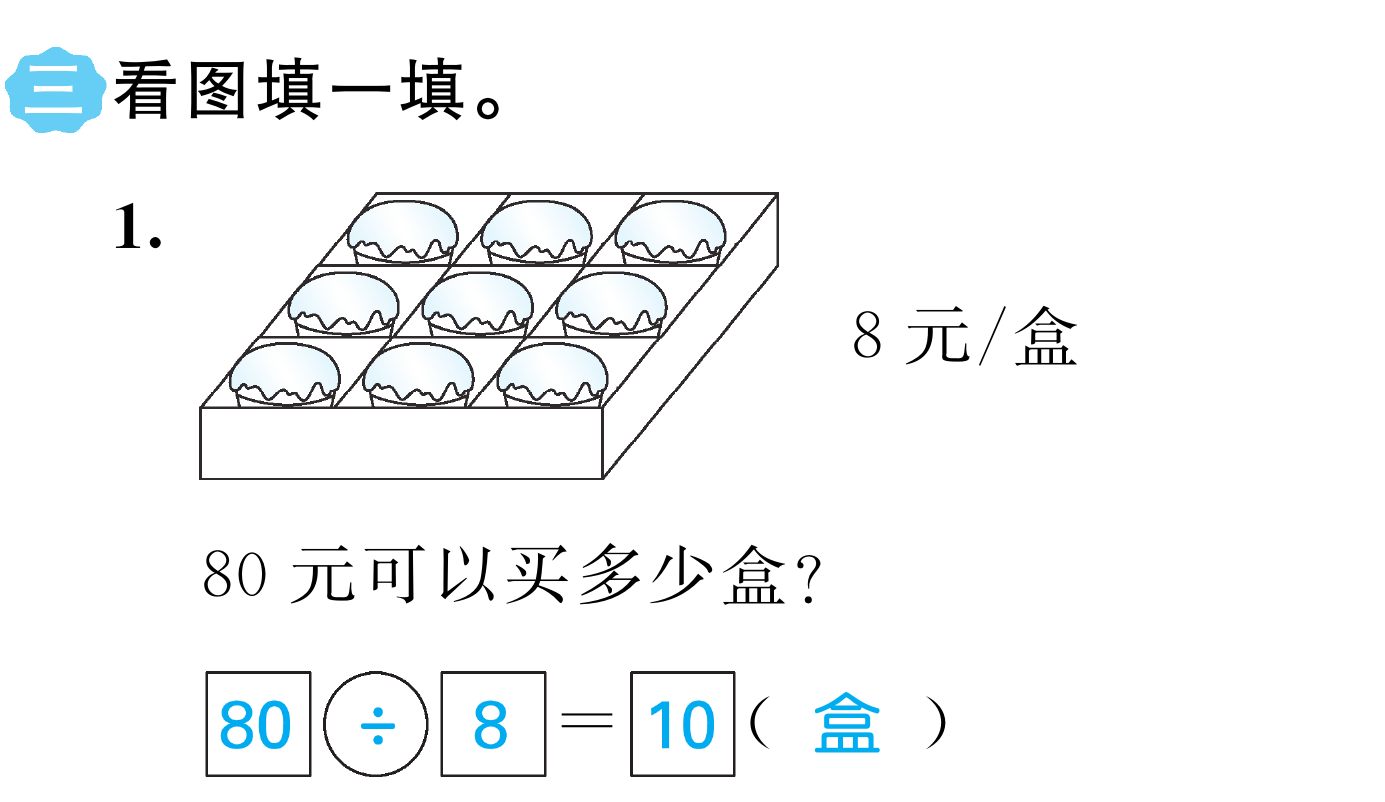 三 看图填一填。
1.
8 元/盒
80 元可以买多少盒?
80 ÷ 8 = 10 ( 盒 )